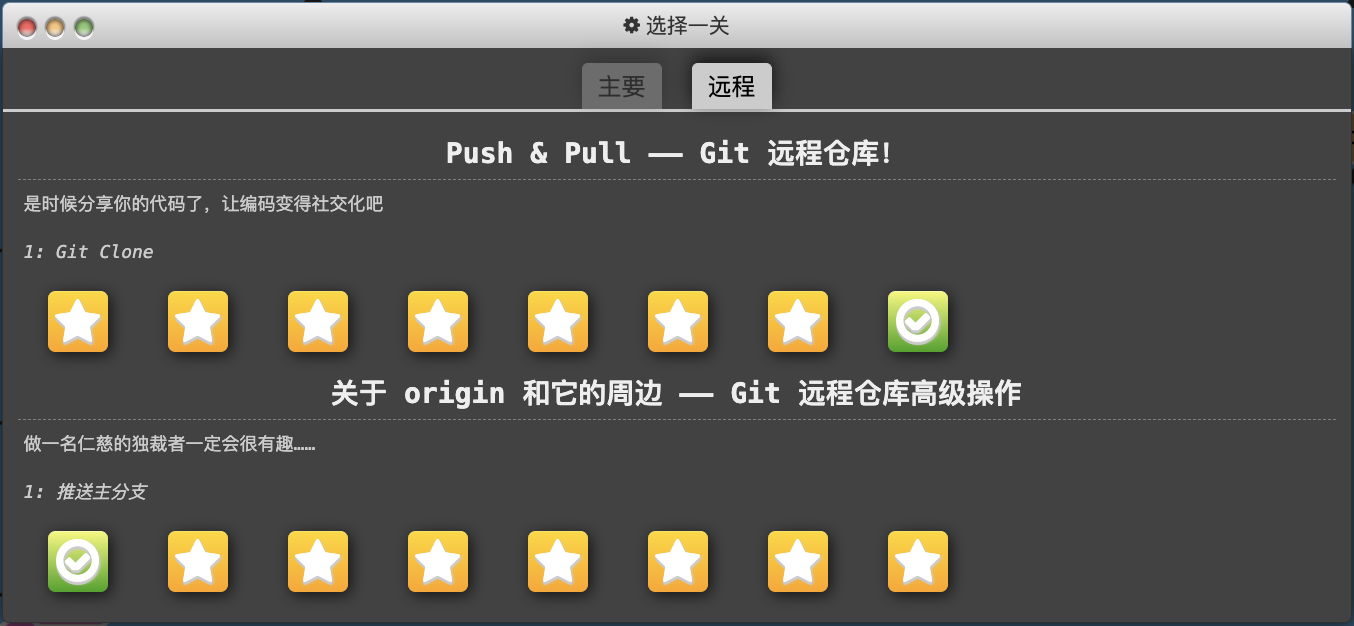 选择一关
主要 远程
Push & Pull —— Git 远程仓库!
是时候分享你的代码了，让编码变得社交化吧
1: Git Clone
关于 origin 和它的周边 —— Git 远程仓库高级操作
做一名仁慈的独裁者一定会很有趣……
1: 推送主分支